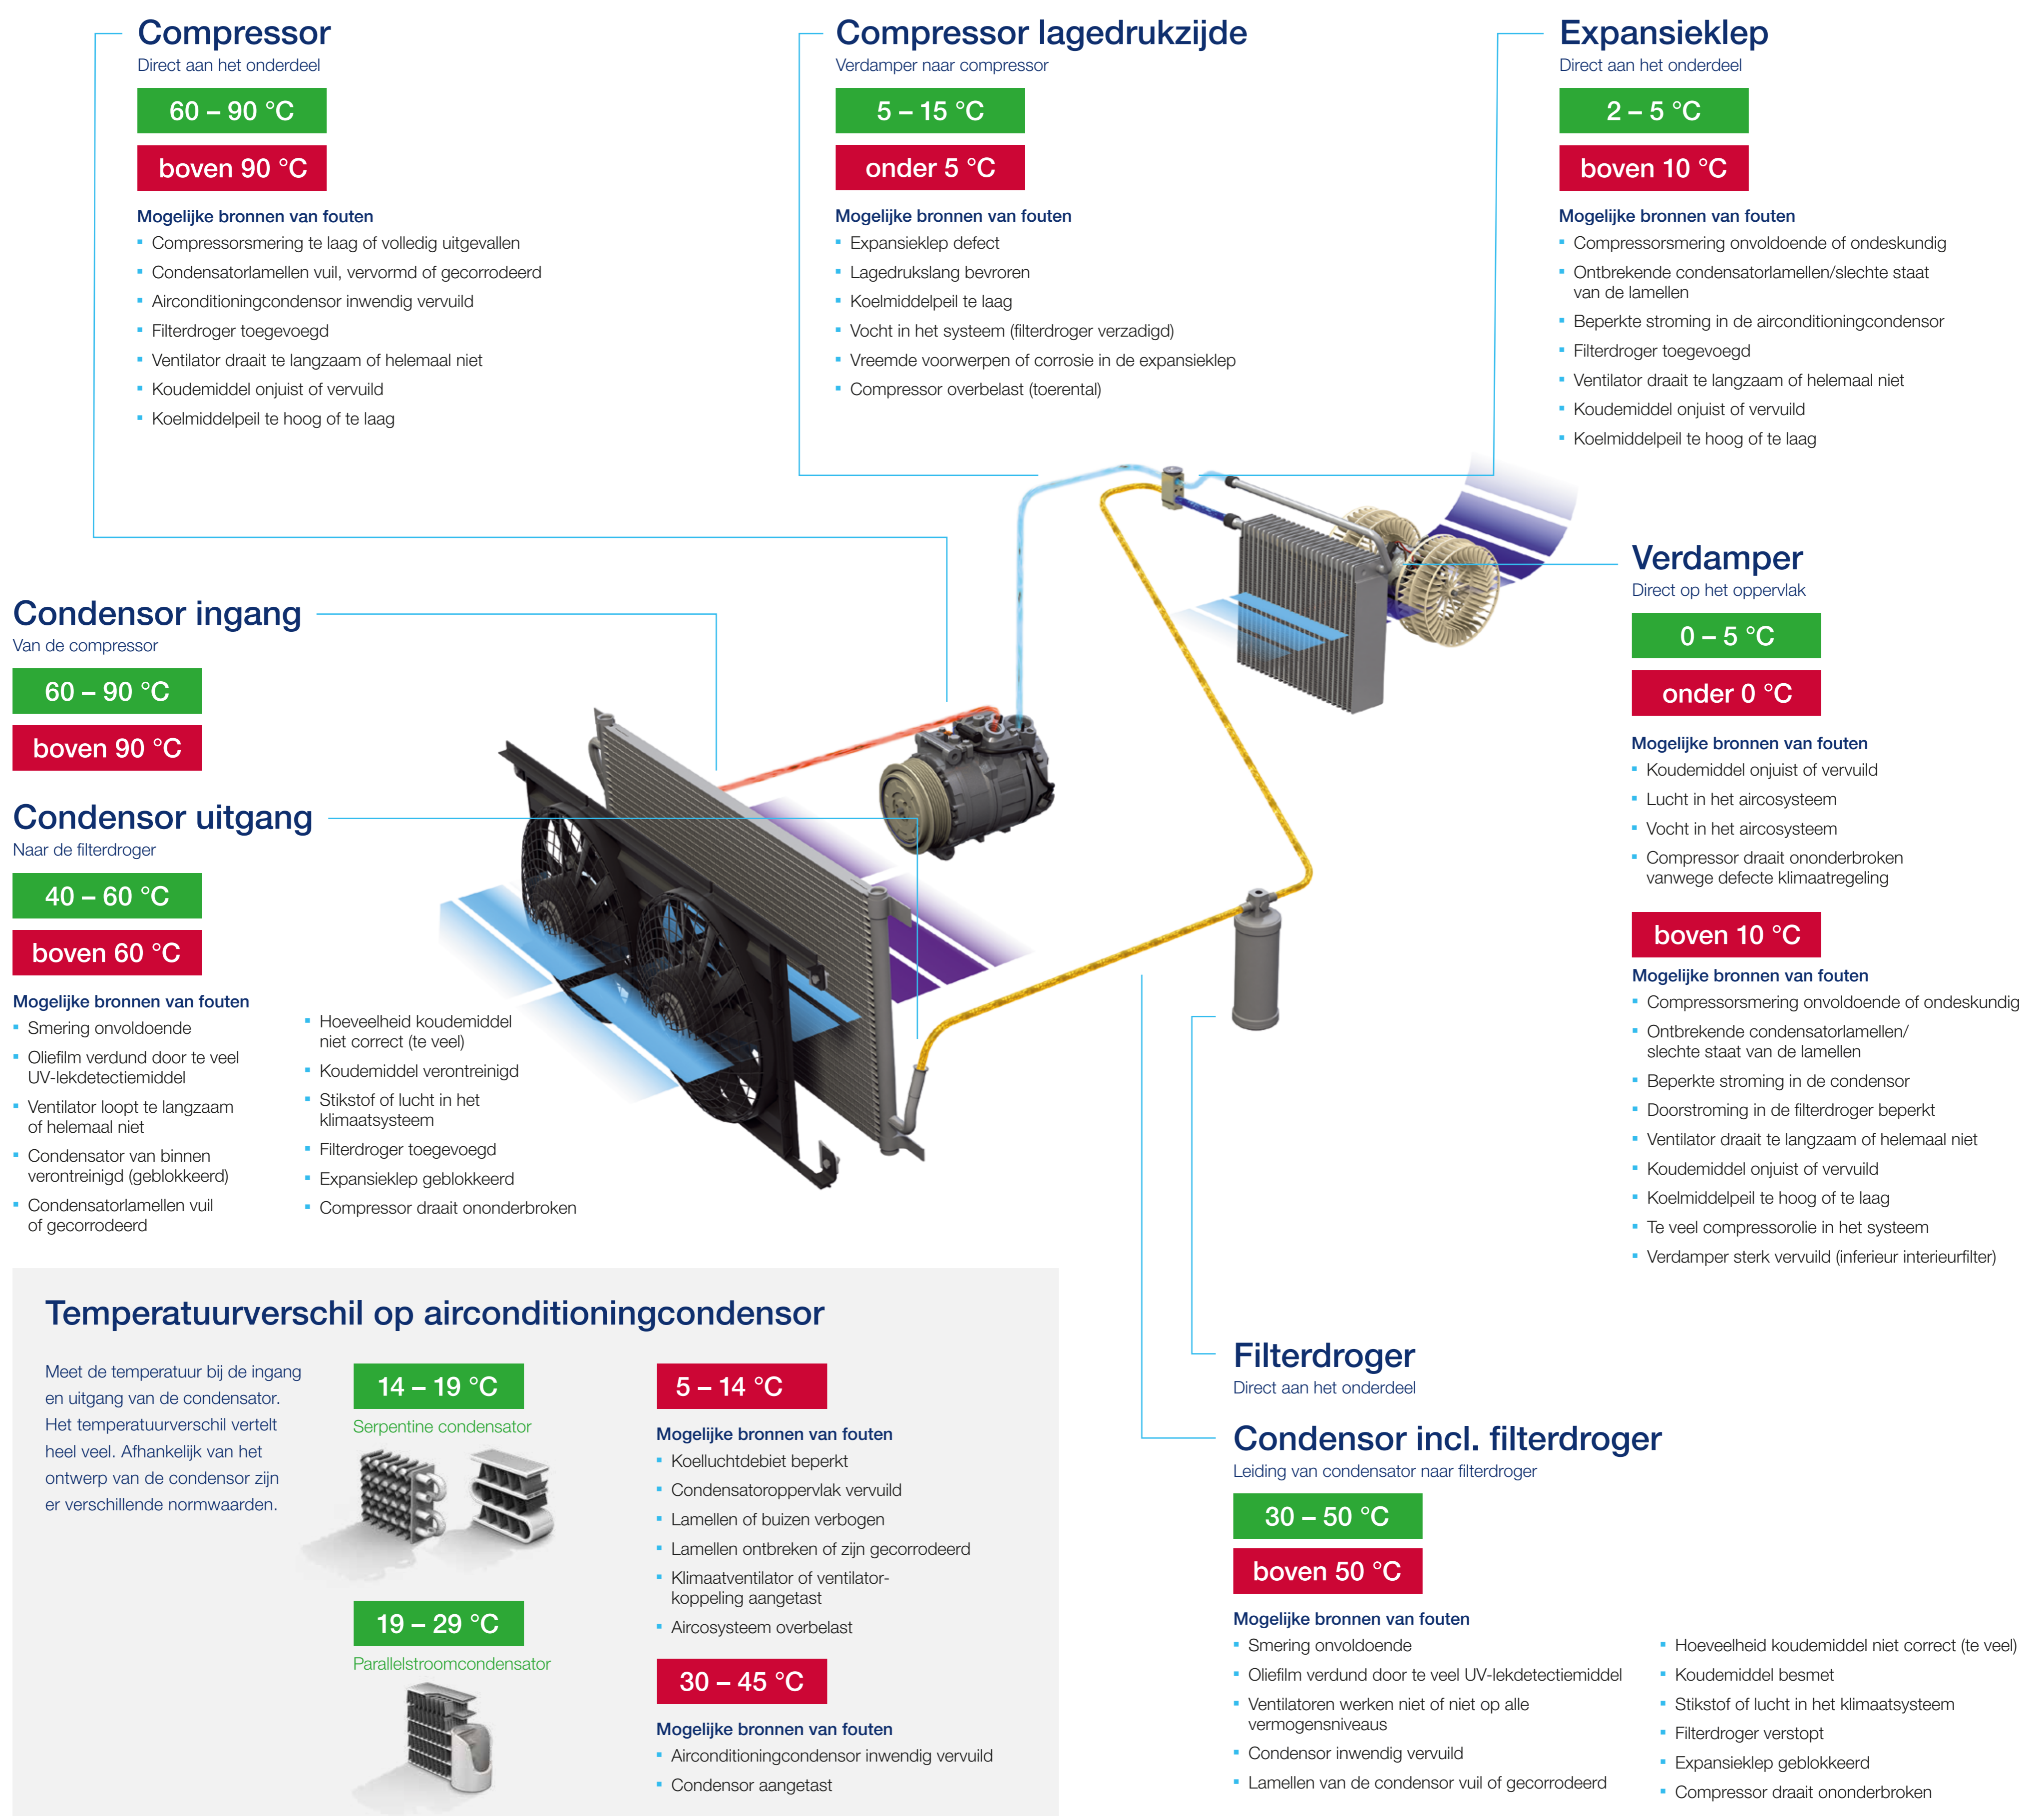 Compressor
Direct aan het onderdeel
60 – 90 °C
boven 90 °C
Mogelijke bronnen van fouten
▪ Compressorsmering te laag of volledig uitgevallen
▪ Condensatorlamellen vuil, vervormd of gecorrodeerd
▪ Airconditioningcondensor inwendig vervuild
▪ Filterdroger toegevoegd
▪ Ventilator draait te langzaam of helemaal niet
▪ Koudemiddel onjuist of vervuild
▪ Koelmiddelpeil te hoog of te laag
Compressor lagedrukzijde
Verdamper naar compressor
5 – 15 °C
onder 5 °C
Mogelijke bronnen van fouten
▪ Expansieklep defect
▪ Lagedrukslang bevroren
▪ Koelmiddelpeil te laag
▪ Vocht in het systeem (filterdroger verzadigd)
▪ Vreemde voorwerpen of corrosie in de expansieklep
▪ Compressor overbelast (toerental)
Expansieklep
Direct aan het onderdeel
2 – 5 °C
boven 10 °C
Mogelijke bronnen van fouten
▪ Compressorsmering onvoldoende of ondeskundig
▪ Ontbrekende condensatorlamellen/slechte staat
van de lamellen
▪ Beperkte stroming in de airconditioningcondensor
▪ Filterdroger toegevoegd
▪ Ventilator draait te langzaam of helemaal niet
▪ Koudemiddel onjuist of vervuild
▪ Koelmiddelpeil te hoog of te laag
Verdamper
Direct op het oppervlak
0 – 5 °C
onder 0 °C
Mogelijke bronnen van fouten
▪ Koudemiddel onjuist of vervuild
▪ Lucht in het aircosysteem
▪ Vocht in het aircosysteem
▪ Compressor draait ononderbroken
vanwege defecte klimaatregeling
boven 10 °C
Mogelijke bronnen van fouten
▪ Compressorsmering onvoldoende of ondeskundig
▪ Ontbrekende condensatorlamellen/
slechte staat van de lamellen
▪ Beperkte stroming in de condensor
▪ Doorstroming in de filterdroger beperkt
▪ Ventilator draait te langzaam of helemaal niet
▪ Koudemiddel onjuist of vervuild
▪ Koelmiddelpeil te hoog of te laag
▪ Te veel compressorolie in het systeem
▪ Verdamper sterk vervuild (inferieur interieurfilter)
Condensor ingang
Van de compressor
60 – 90 °C
boven 90 °C
Condensor uitgang
Naar de filterdroger
40 – 60 °C
boven 60 °C
Mogelijke bronnen van fouten
▪ Smering onvoldoende
▪ Oliefilm verdund door te veel
UV-lekdetectiemiddel
▪ Ventilator loopt te langzaam
of helemaal niet
▪ Condensator van binnen
verontreinigd (geblokkeerd)
▪ Condensatorlamellen vuil
of gecorrodeerd
▪ Hoeveelheid koudemiddel
niet correct (te veel)
▪ Koudemiddel verontreinigd
▪ Stikstof of lucht in het
klimaatsysteem
▪ Filterdroger toegevoegd
▪ Expansieklep geblokkeerd
▪ Compressor draait ononderbroken
Temperatuurverschil op airconditioningcondensor
Meet de temperatuur bij de ingang
en uitgang van de condensator.
Het temperatuurverschil vertelt
heel veel. Afhankelijk van het
ontwerp van de condensor zijn
er verschillende normwaarden.
14 – 19 °C
Serpentine condensator
19 – 29 °C
Parallelstroomcondensator
5 – 14 °C
Mogelijke bronnen van fouten
▪ Koelluchtdebiet beperkt
▪ Condensatoroppervlak vervuild
▪ Lamellen of buizen verbogen
▪ Lamellen ontbreken of zijn gecorrodeerd
▪ Klimaatventilator of ventilator-
koppeling aangetast
▪ Aircosysteem overbelast
30 – 45 °C
Mogelijke bronnen van fouten
▪ Airconditioningcondensor inwendig vervuild
▪ Condensor aangetast
Filterdroger
Direct aan het onderdeel
Condensor incl. filterdroger
Leiding van condensator naar filterdroger
30 – 50 °C
boven 50 °C
Mogelijke bronnen van fouten
▪ Smering onvoldoende
▪ Oliefilm verdund door te veel UV-lekdetectiemiddel
▪ Ventilatoren werken niet of niet op alle
vermogensniveaus
▪ Condensor inwendig vervuild
▪ Lamellen van de condensor vuil of gecorrodeerd
▪ Hoeveelheid koudemiddel niet correct (te veel)
▪ Koudemiddel besmet
▪ Stikstof of lucht in het klimaatsysteem
▪ Filterdroger verstopt
▪ Expansieklep geblokkeerd
▪ Compressor draait ononderbroken